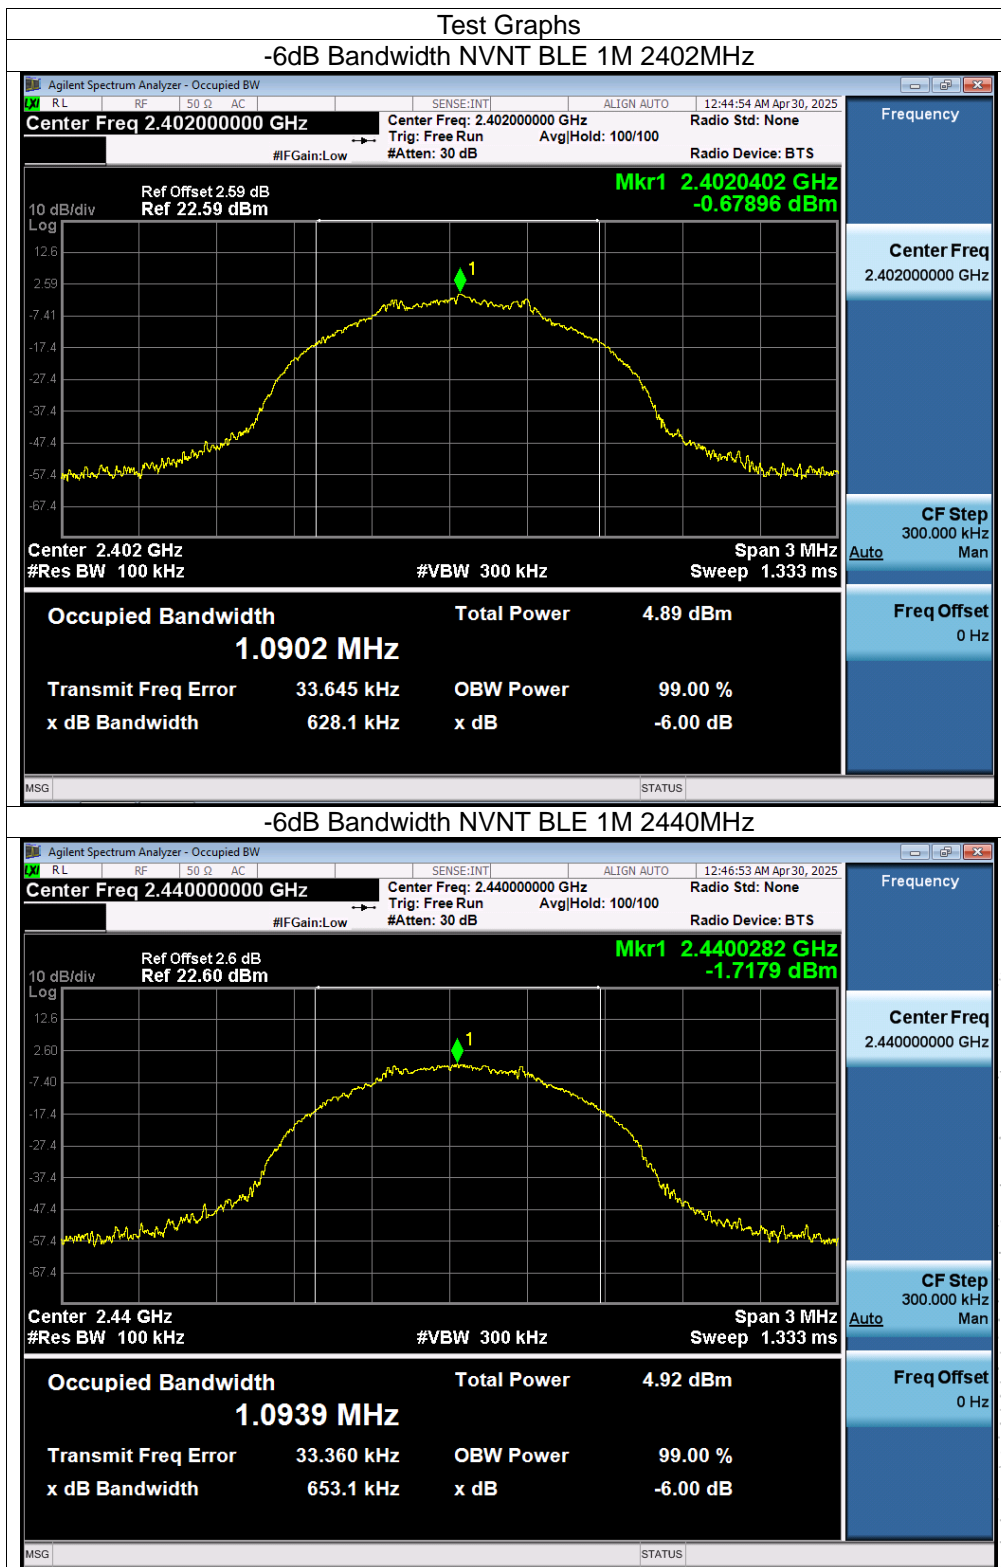 Test Graphs
-6dB Bandwidth NVNT BLE 1M 2402MHz
Agilent Spectrum Analyzer - Occupied BW
LXI RL RF 50 Ω AC SENSE:INT ALIGN AUTO 12:44:54 AM Apr 30, 2025
Center Freq 2.402000000 GHz
Center Freq: 2.402000000 GHz
Radio Std: None
Trig: Free Run Avg|Hold: 100/100
#IFGain:Low #Atten: 30 dB Radio Device: BTS
Frequency
Mkr1 2.4020402 GHz
-0.67896 dBm
Ref Offset 2.59 dB
10 dB/div Ref 22.59 dBm
Log
1
12.6
2.59
-7.41
-17.4
-27.4
-37.4
-47.4
-57.4
-67.4
Center Freq
2.402000000 GHz
CF Step
300.000 kHz
Auto Man
Center 2.402 GHz Span 3 MHz
#Res BW 100 kHz #VBW 300 kHz Sweep 1.333 ms
Freq Offset
0 Hz
Occupied Bandwidth Total Power 4.89 dBm
1.0902 MHz
Transmit Freq Error 33.645 kHz OBW Power 99.00 %
x dB Bandwidth 628.1 kHz x dB -6.00 dB
MSG STATUS
-6dB Bandwidth NVNT BLE 1M 2440MHz
Agilent Spectrum Analyzer - Occupied BW
LXI RL RF 50 Ω AC SENSE:INT ALIGN AUTO 12:46:53 AM Apr 30, 2025
Center Freq 2.440000000 GHz
Center Freq: 2.440000000 GHz
Radio Std: None
Trig: Free Run Avg|Hold: 100/100
#IFGain:Low #Atten: 30 dB Radio Device: BTS
Frequency
Mkr1 2.4400282 GHz
-1.7179 dBm
Ref Offset 2.6 dB
10 dB/div Ref 22.60 dBm
Log
1
12.6
2.60
-7.40
-17.4
-27.4
-37.4
-47.4
-57.4
-67.4
Center Freq
2.440000000 GHz
CF Step
300.000 kHz
Auto Man
Center 2.44 GHz Span 3 MHz
#Res BW 100 kHz #VBW 300 kHz Sweep 1.333 ms
Freq Offset
0 Hz
Occupied Bandwidth Total Power 4.92 dBm
1.0939 MHz
Transmit Freq Error 33.360 kHz OBW Power 99.00 %
x dB Bandwidth 653.1 kHz x dB -6.00 dB
MSG STATUS